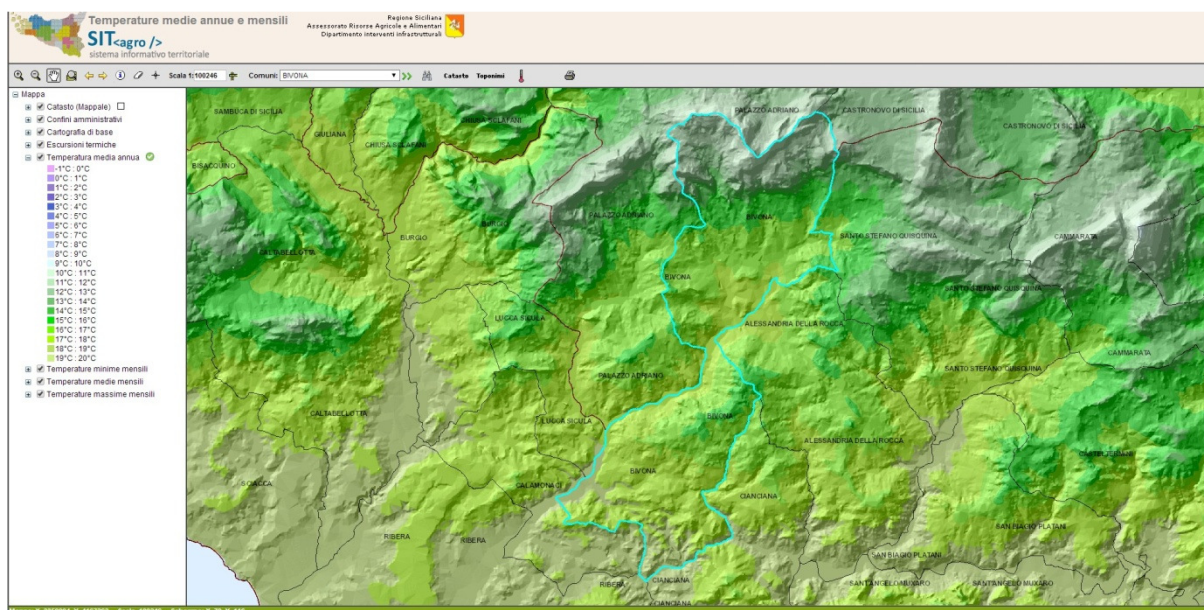 Temperature medie annue e mensili
SIT<agro />
sistema informativo territoriale
Regione Siciliana
Assessorato Risorse Agricole e Alimentari
Dipartimento interventi infrastrutturali
Scala 1:100246 Comuni: BIVONA Catasto Toponimi
Mappa
Catasto (Mappale)
Confini amministrativi
Cartografia di base
Escursioni termiche
Temperatura media annua
-1°C : 0°C
0°C : 1°C
1°C : 2°C
2°C : 3°C
3°C : 4°C
4°C : 5°C
5°C : 6°C
6°C : 7°C
7°C : 8°C
8°C : 9°C
9°C : 10°C
10°C : 11°C
11°C : 12°C
12°C : 13°C
13°C : 14°C
14°C : 15°C
15°C : 16°C
16°C : 17°C
17°C : 18°C
18°C : 19°C
19°C : 20°C
Temperature minime mensili
Temperature medie mensili
Temperature massime mensili
SAMBUCA DI SICILIA
PALAZZO ADRIANO
CASTRONOVO DI SICILIA
GIULIANA
CHIUSA SCLAFANI
CASTRONOVO DI SICILIA
CHIUSA SCLAFANI
BISACQUINO
PALAZZO ADRIANO
BIVONA
BURGIO
BURGIO
SANTO STEFANO QUISQUINA
CAMMARATA
CALTABELLOTTA
BIVONA
SANTO STEFANO QUISQUINA
LUCCA SICULA
ALESSANDRIA DELLA ROCCA
CAMMARATA
SANTO STEFANO QUISQUINA
PALAZZO ADRIANO
CALTABELLOTTA
LUCCA SICULA
BIVONA
ALESSANDRIA DELLA ROCCA
CASTELTERMINI
BIVONA
SCIACCA
CALAMONACI
CIANCIANA
SAN BIAGIO PLATANI
RIBERA
RIBERA
SAN BIAGIO PLATANI
RIBERA
CIANCIANA
SANT'ANGELO MUXARO
SANT'ANGELO MUXARO
CIANCIANA